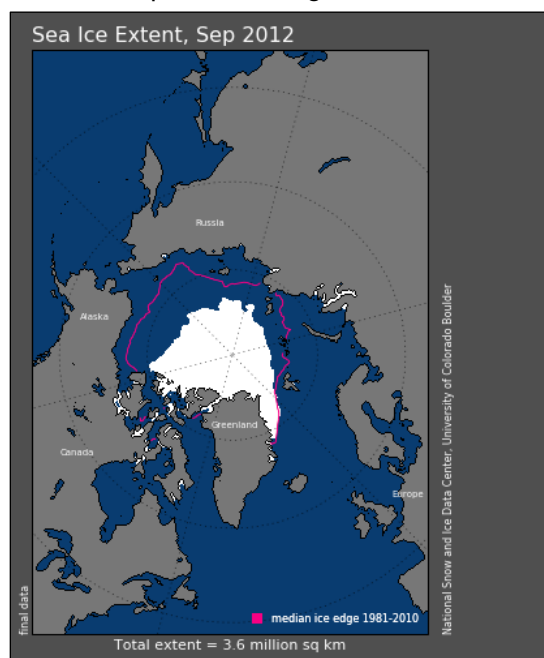 Sea Ice Extent, Sep 2012
Russia
Alaska
Greenland
Canada
Europe
National Snow and Ice Data Center, University of Colorado Boulder
final data
median ice edge 1981-2010
Total extent = 3.6 million sq km